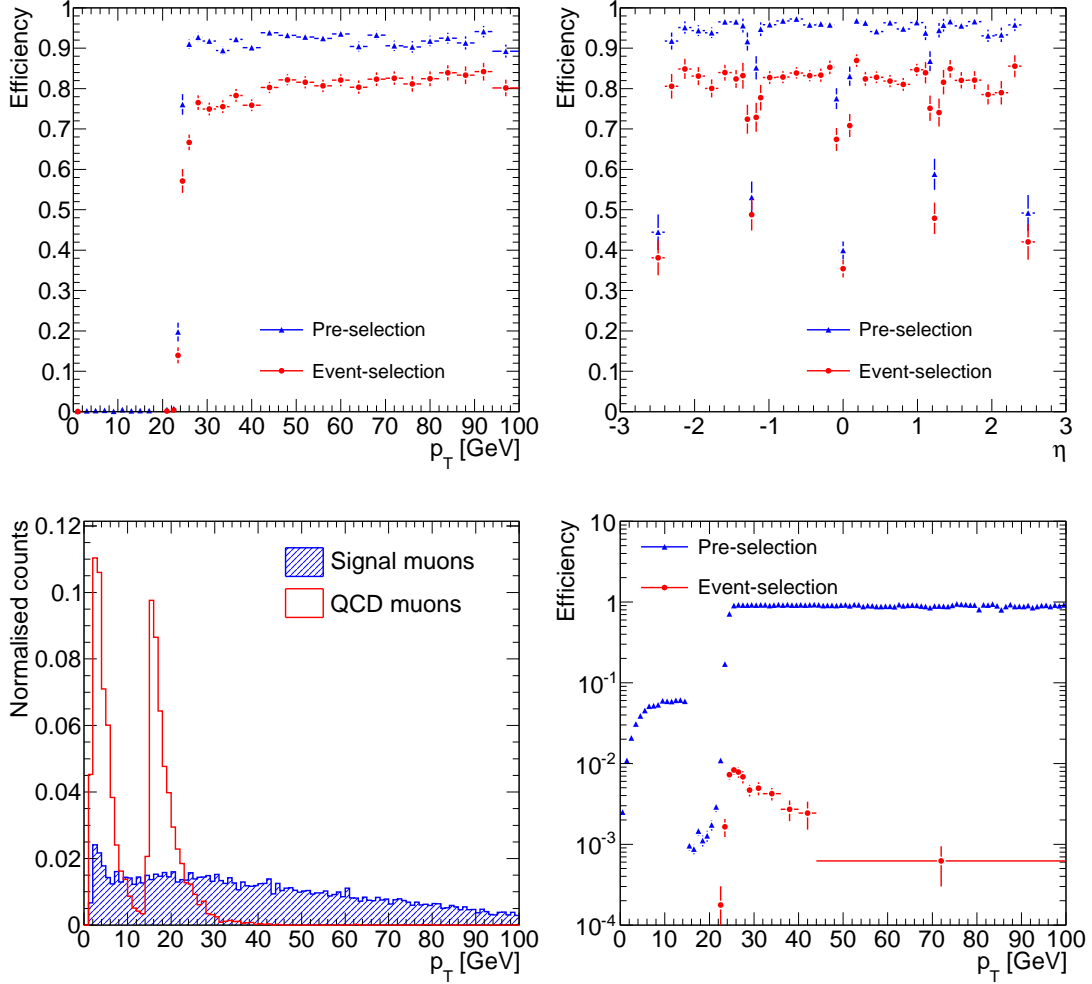 Efficiency
1
0.9
0.8
0.7
0.6
0.5
0.4
0.3
0.2
0.1
0
Pre-selection
Event-selection
0 10 20 30 40 50 60 70 80 90 100
p_T [GeV]
Efficiency
1
0.9
0.8
0.7
0.6
0.5
0.4
0.3
0.2
0.1
0
Pre-selection
Event-selection
-3 -2 -1 0 1 2 3
η
Normalised counts
0.12
0.1
0.08
0.06
0.04
0.02
0
Signal muons
QCD muons
0 10 20 30 40 50 60 70 80 90 100
p_T [GeV]
Efficiency
10
1
10^-1
10^-2
10^-3
10^-4
Pre-selection
Event-selection
0 10 20 30 40 50 60 70 80 90 100
p_T [GeV]